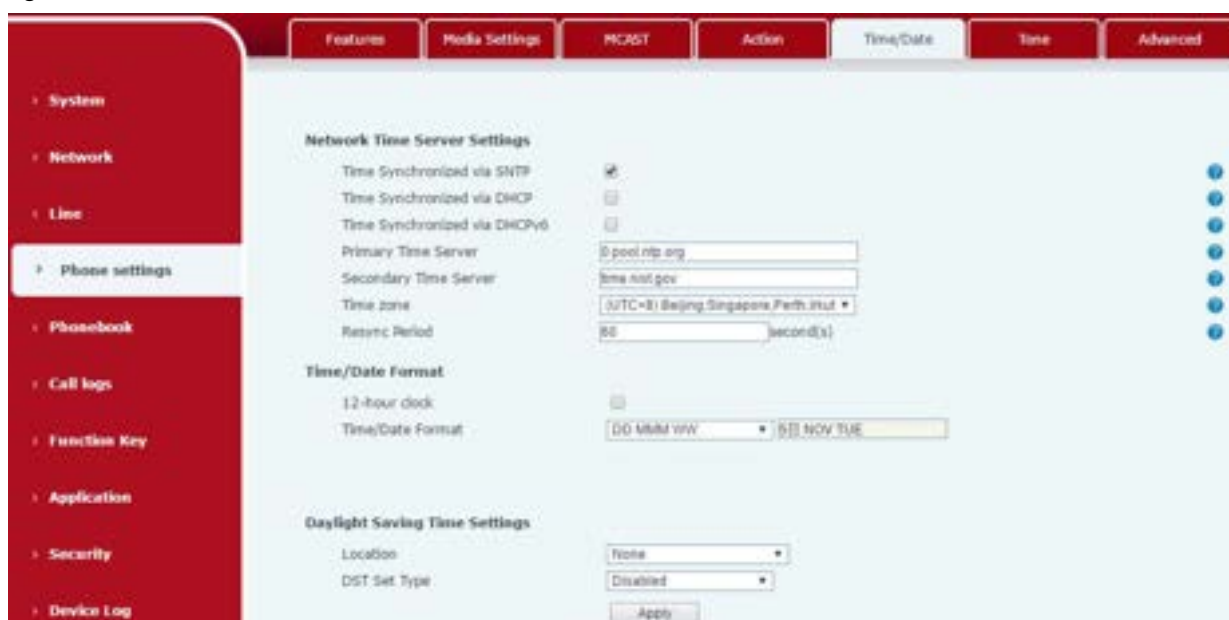 Features Media Settings MCAST Action Time/Date Tone Advanced
System
Network
Line
Phone settings
Phonebook
Call logs
Function Key
Application
Security
Device Log
Network Time Server Settings
Time Synchronized via SNTP
Time Synchronized via DHCP
Time Synchronized via DHCPv6
Primary Time Server 0.pool.ntp.org
Secondary Time Server time.nist.gov
Time zone (UTC+8) Beijing,Singapore,Perth,Irkut
Resync Period 60 second(s)
Time/Date Format
12-hour clock
Time/Date Format DD MMM WW NOV TUE
Daylight Saving Time Settings
Location None
DST Set Type Disabled
Apply